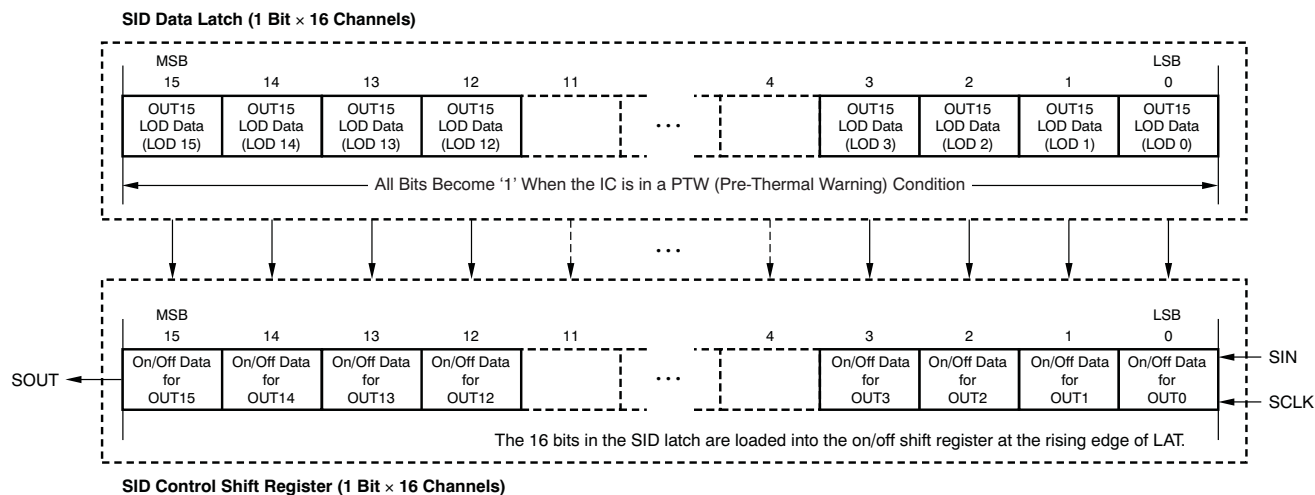 SID Data Latch (1 Bit × 16 Channels)
MSB LSB
15 14 13 12 11 4 3 2 1 0
OUT15 OUT15 OUT15 OUT15 OUT15 OUT15 OUT15 OUT15
LOD Data LOD Data LOD Data LOD Data • • • LOD Data LOD Data LOD Data LOD Data
(LOD 15) (LOD 14) (LOD 13) (LOD 12) (LOD 3) (LOD 2) (LOD 1) (LOD 0)
All Bits Become ‘1’ When the IC is in a PTW (Pre-Thermal Warning) Condition
• • •
MSB LSB
15 14 13 12 11 4 3 2 1 0
On/Off Data On/Off Data On/Off Data On/Off Data On/Off Data On/Off Data On/Off Data On/Off Data SIN
SOUT for for for for • • • for for for for
OUT15 OUT14 OUT13 OUT12 OUT3 OUT2 OUT1 OUT0 SCLK
The 16 bits in the SID latch are loaded into the on/off shift register at the rising edge of LAT.
SID Control Shift Register (1 Bit × 16 Channels)